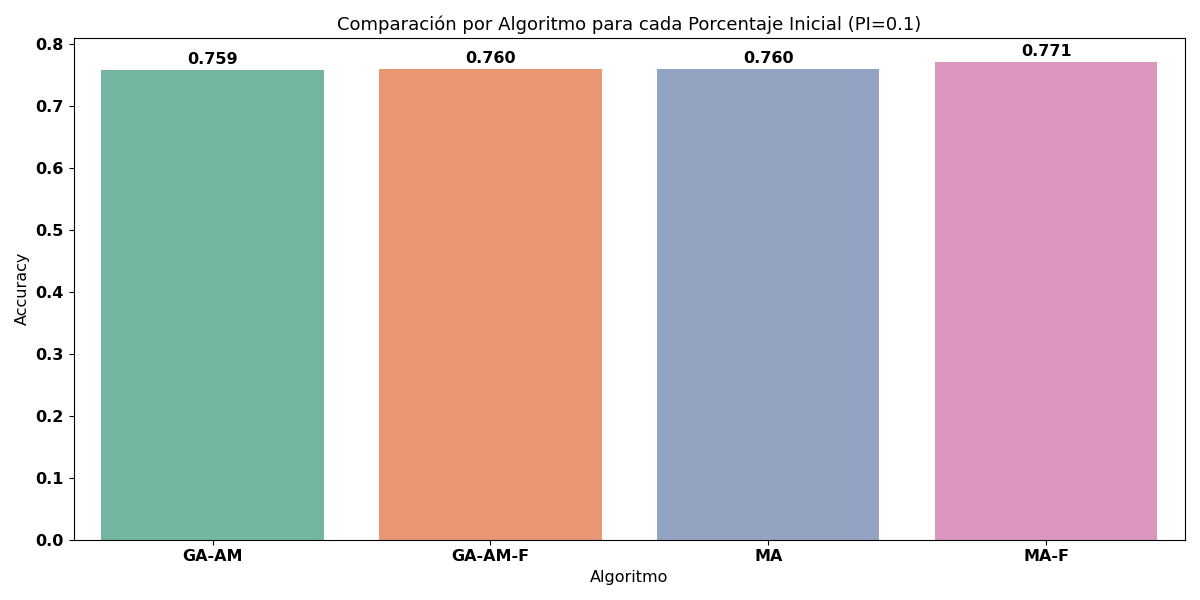 Comparación por Algoritmo para cada Porcentaje Inicial (PI=0.1)
0.8
0.7
0.6
0.5
0.4
0.3
0.2
0.1
0.0
Accuracy
0.759
0.760
0.760
0.771
GA-AM
GA-AM-F
MA
MA-F
Algoritmo